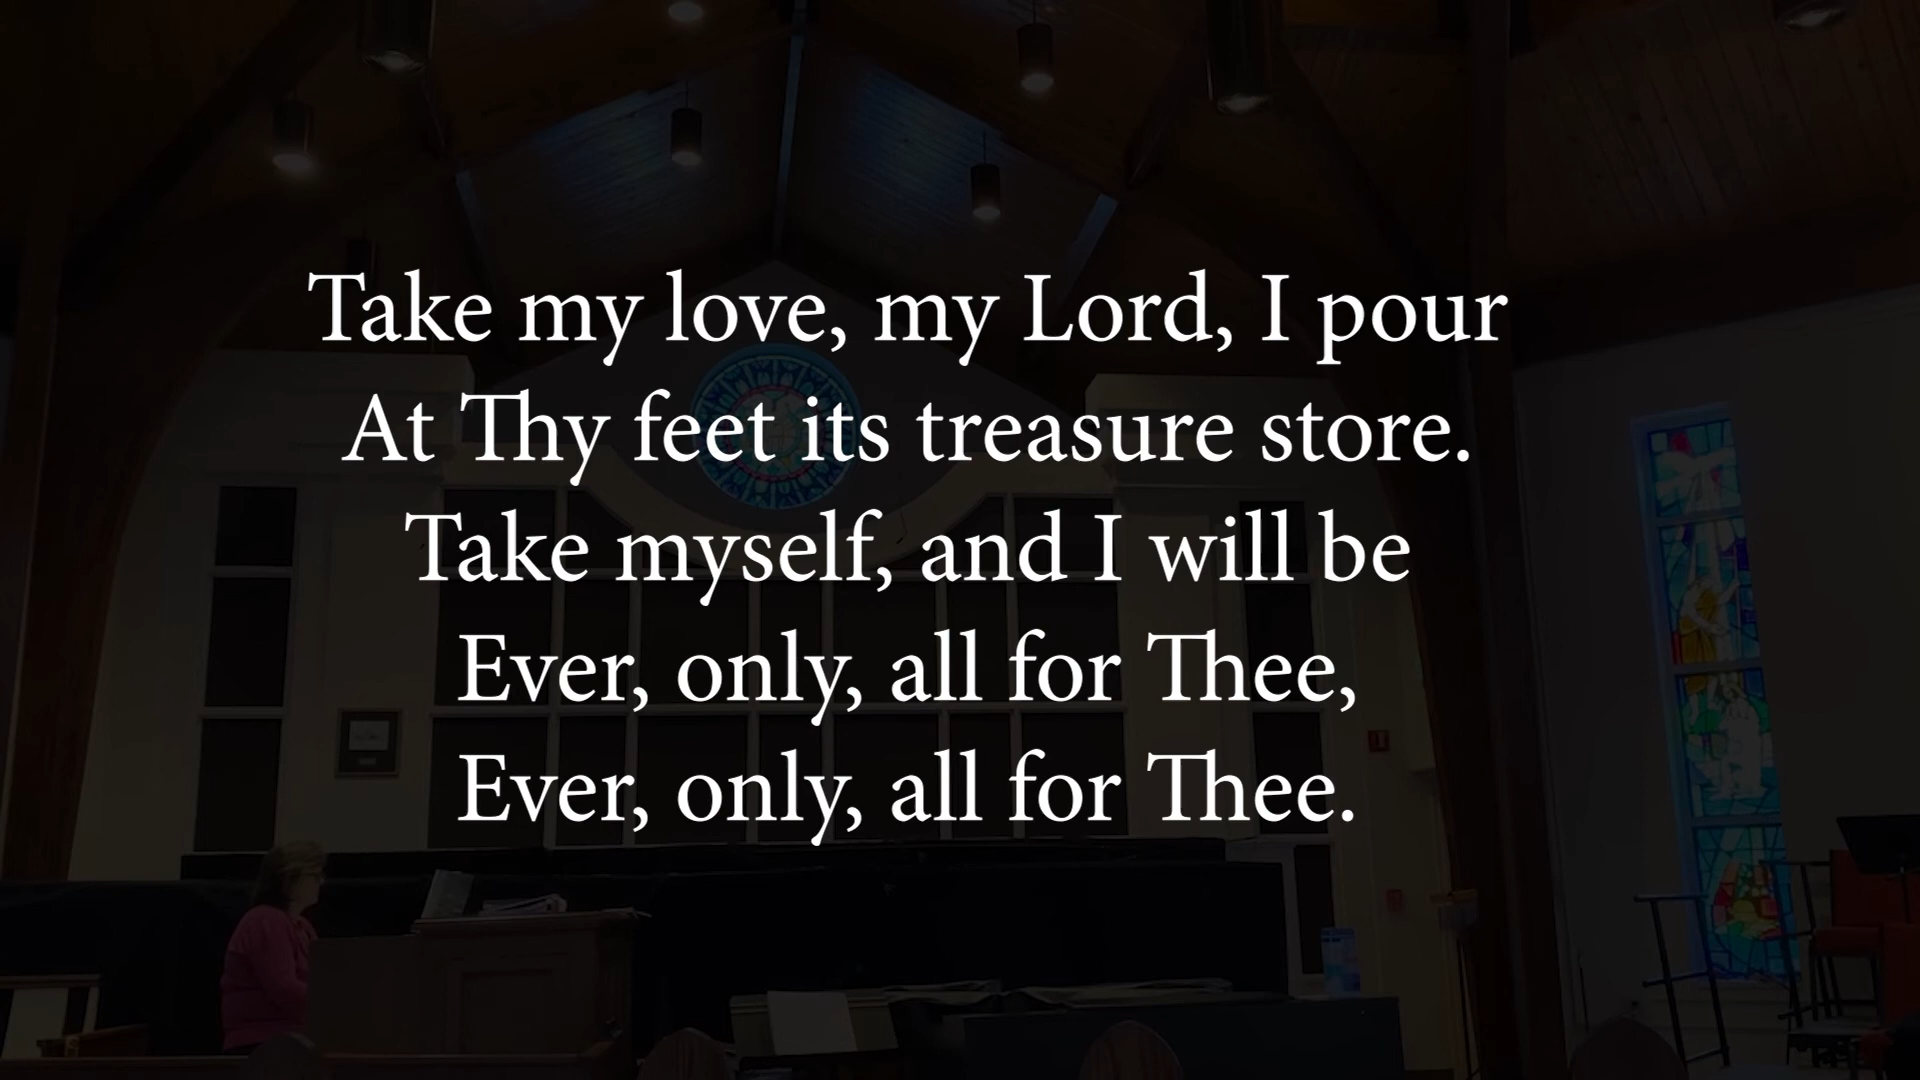 Take my love, my Lord, I pour
At Thy feet its treasure store.
Take myself, and I will be
Ever, only, all for Thee,
Ever, only, all for Thee.